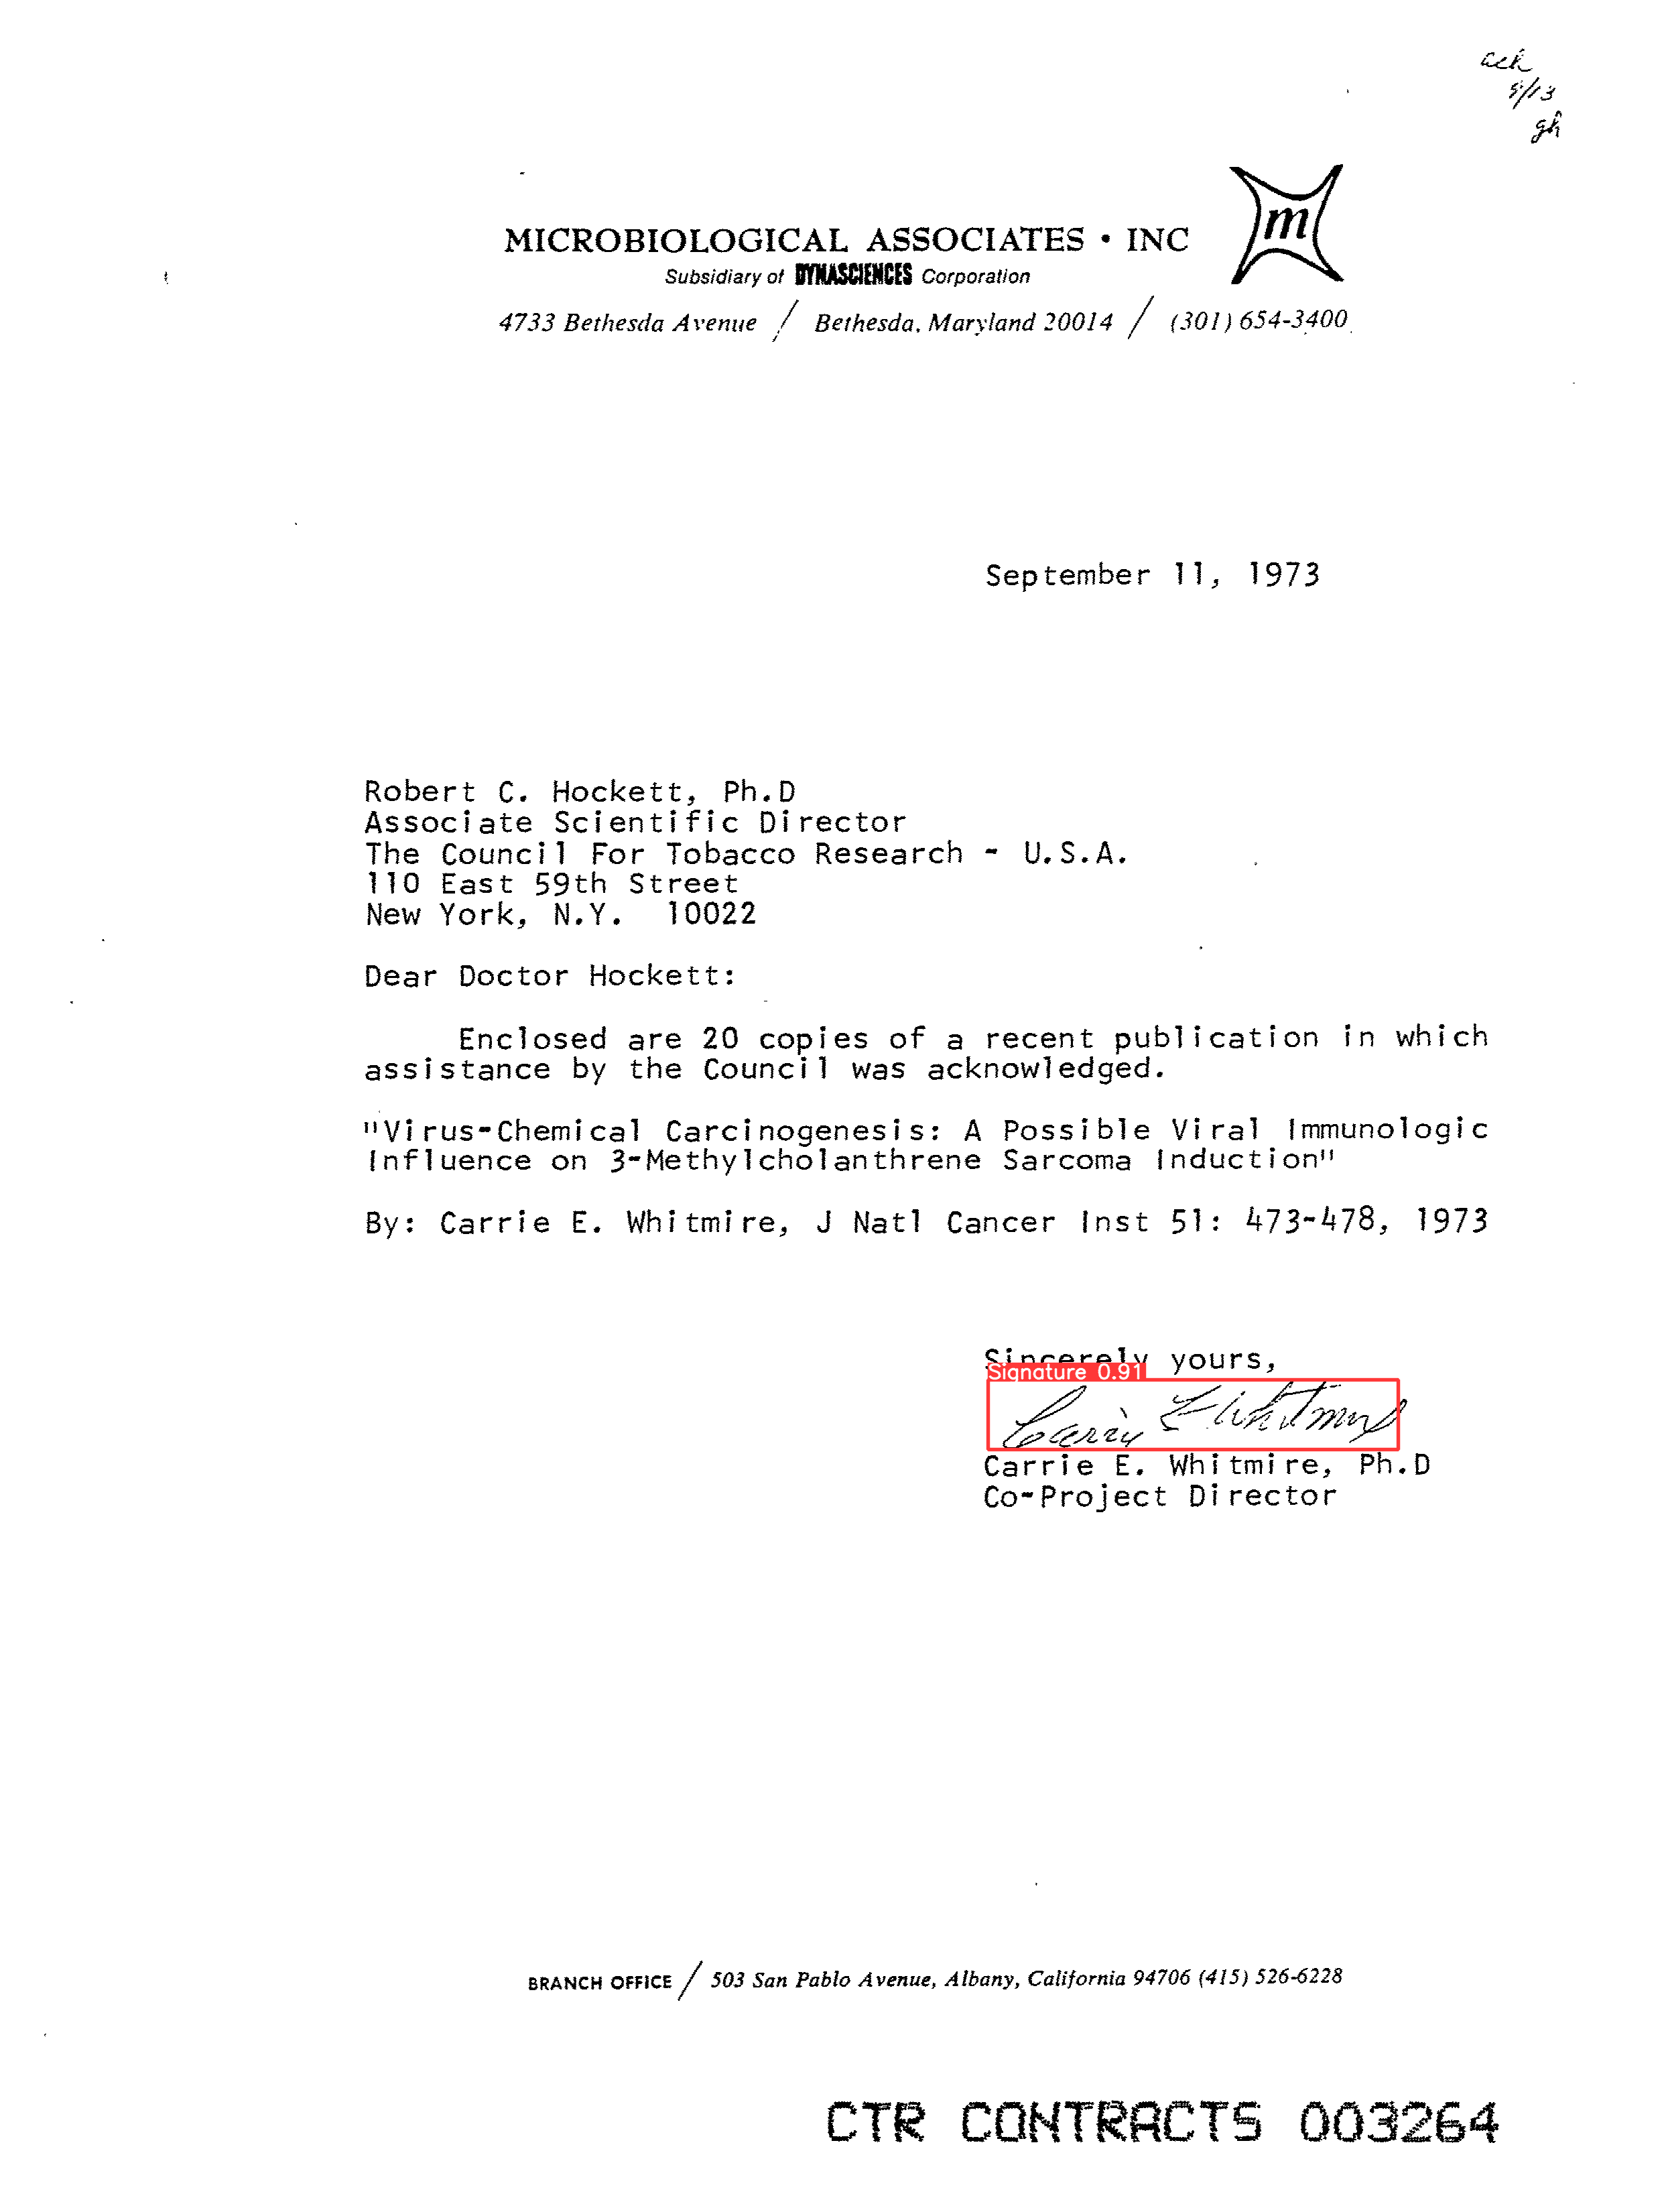 ack
9/13
gh
m
MICROBIOLOGICAL ASSOCIATES • INC
Subsidiary of DYNASCIENCES Corporation
4733 Bethesda Avenue / Bethesda, Maryland 20014 / (301) 654-3400
September 11, 1973
Robert C. Hockett, Ph.D
Associate Scientific Director
The Council For Tobacco Research - U.S.A.
110 East 59th Street
New York, N.Y. 10022
Dear Doctor Hockett:
Enclosed are 20 copies of a recent publication in which
assistance by the Council was acknowledged.
"Virus-Chemical Carcinogenesis: A Possible Viral Immunologic
Influence on 3-Methylcholanthrene Sarcoma Induction"
By: Carrie E. Whitmire, J Natl Cancer Inst 51: 473-478, 1973
Sincerely yours,
Signature 0.91
Carrie E Whitmire
Carrie E. Whitmire, Ph.D
Co-Project Director
BRANCH OFFICE / 503 San Pablo Avenue, Albany, California 94706 (415) 526-6228
CTR CONTRACTS 003264